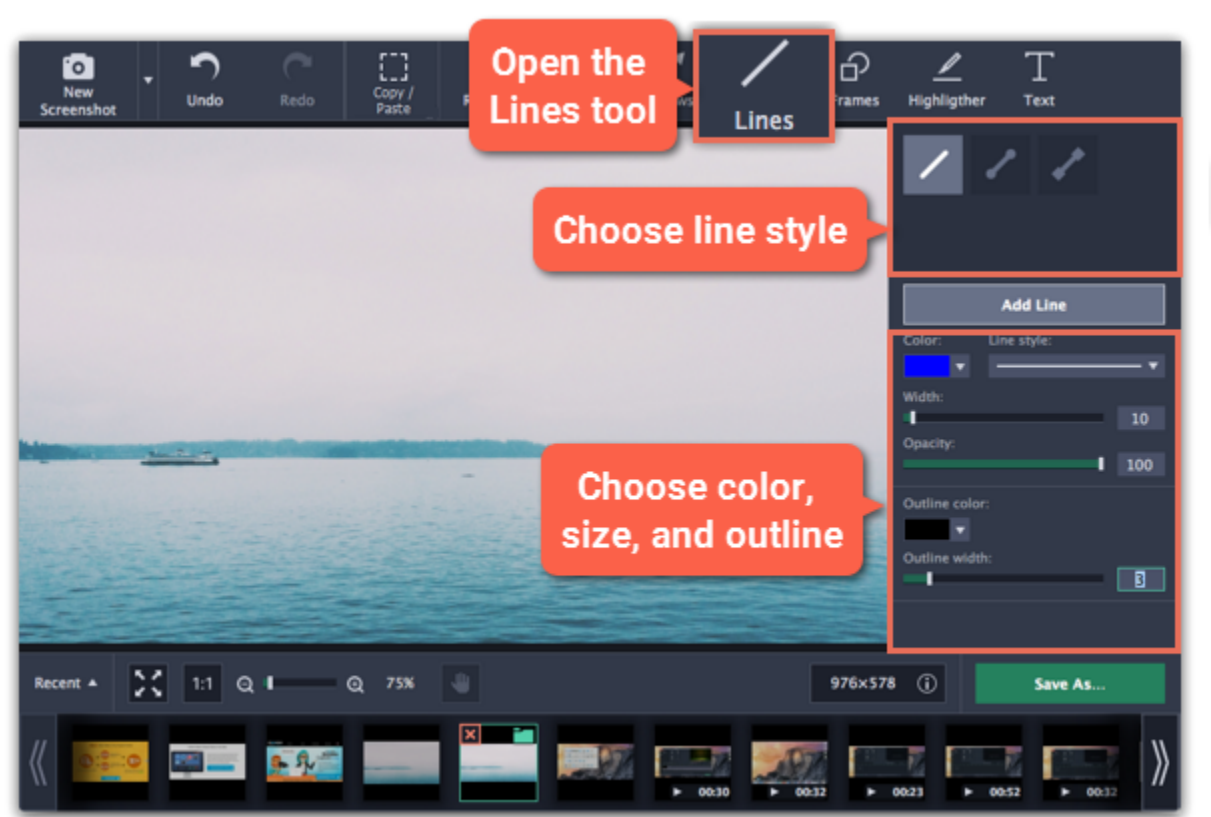 Open the
Lines tool
New
Screenshot
Undo
Redo
Copy /
Paste
Lines
Highligther
Text
Choose line style
Add Line
Color:
Line style:
Width:
10
Opacity:
100
Choose color,
size, and outline
Outline color:
Outline width:
3
Recent
1:1
75%
976×578
Save As...
00:30
00:32
00:23
00:52
00:32